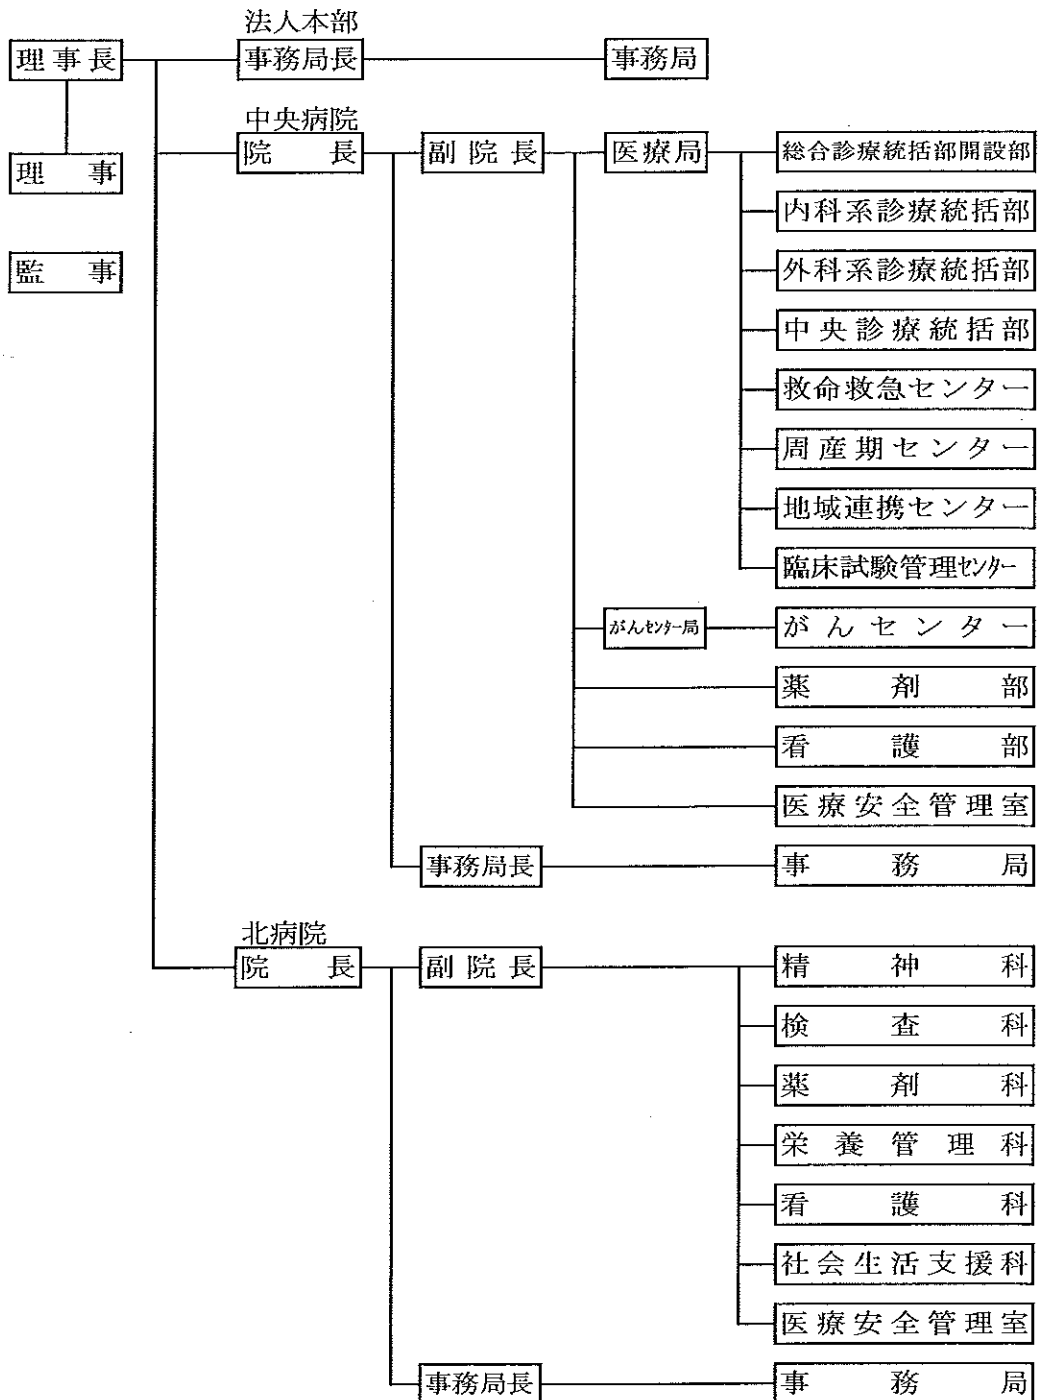 法人本部
理事長 事務局長 事務局
中央病院
院長 副院長 医療局 総合診療統括部開設部
理事
内科系診療統括部
監事 外科系診療統括部
中央診療統括部
救命救急センター
周産期センター
地域連携センター
臨床試験管理センター
がんセンター局 がんセンター
薬剤部
看護部
医療安全管理室
事務局長 事務局
北病院
院長 副院長 精神科
検査科
薬剤科
栄養管理科
看護科
社会生活支援科
医療安全管理室
事務局長 事務局